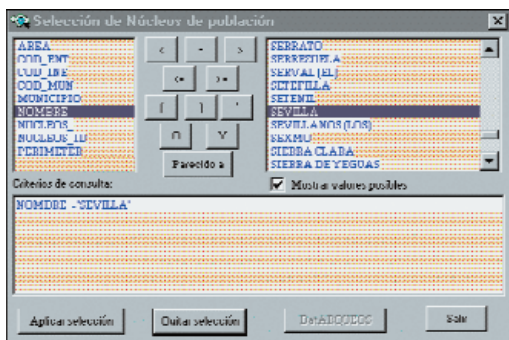 Selección de Núcleos de población
AREA
COD_ENT
COD_INE
COD_MUN
MUNICIPIO
NOMBRE
NUCLEOS_
NUCLEOS_ID
PERIMETER
<
>
<=
>=
(
)
Y
Parecido a
SERRATO
SERREZUELA
SERVAL (EL)
SETEFILLA
SETENIL
SEVILLA
SEVILLANOS (LOS)
SEXMO
SIERRA CLARA
SIERRA DE YEGUAS
Criterios de consulta:
Mostrar valores posibles
NOMBRE ="SEVILLA"
Aplicar selección
Quitar selección
Salir